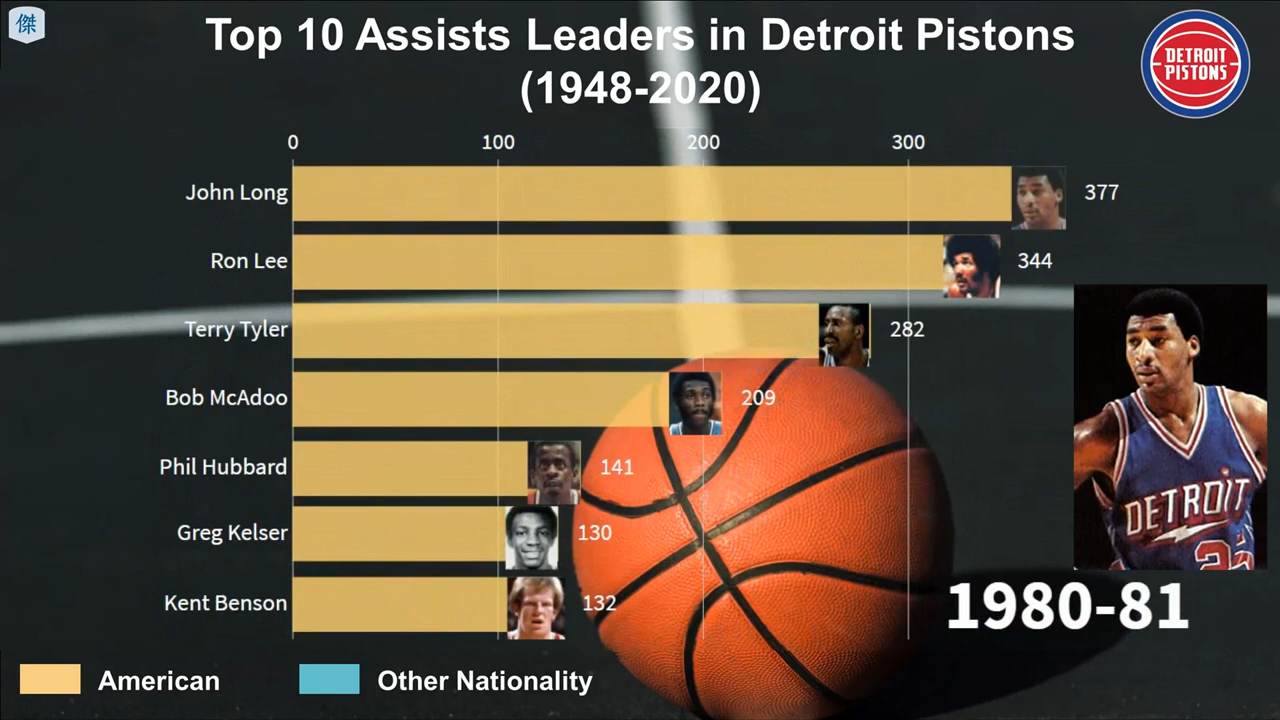 傑
Top 10 Assists Leaders in Detroit Pistons
(1948-2020)
DETROIT
PISTONS
0 100 200 300
John Long 377
Ron Lee 344
Terry Tyler 282
Bob McAdoo 209
Phil Hubbard 141
Greg Kelser 130
Kent Benson 132
DETROIT
1980-81
American
Other Nationality